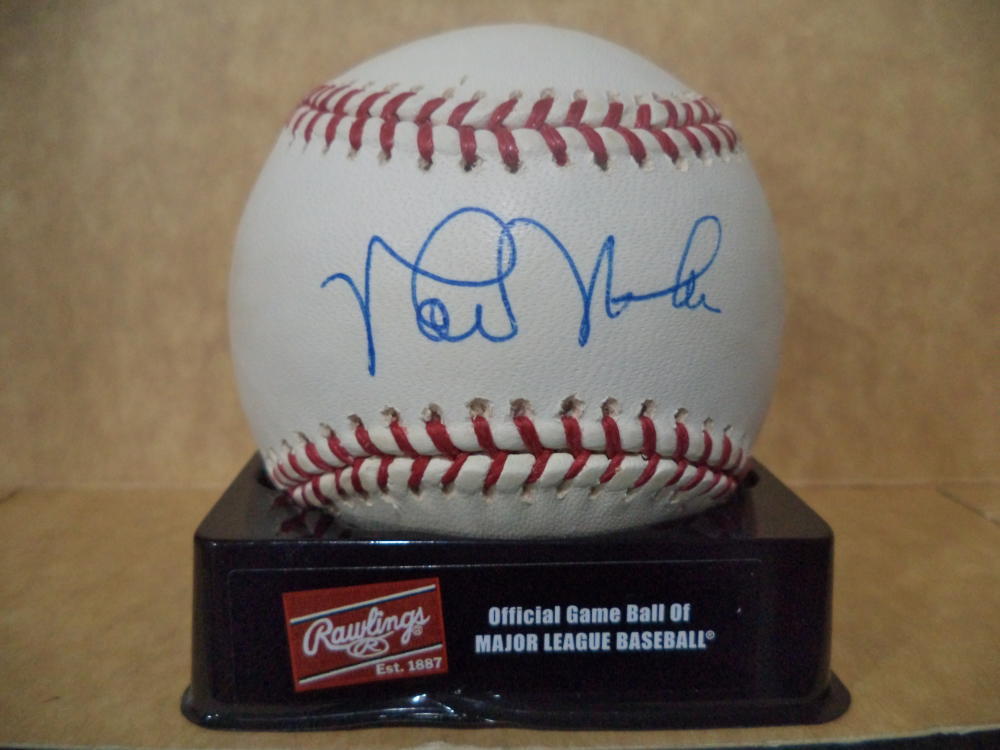 Rawlings®
Est. 1887
Official Game Ball Of
MAJOR LEAGUE BASEBALL®